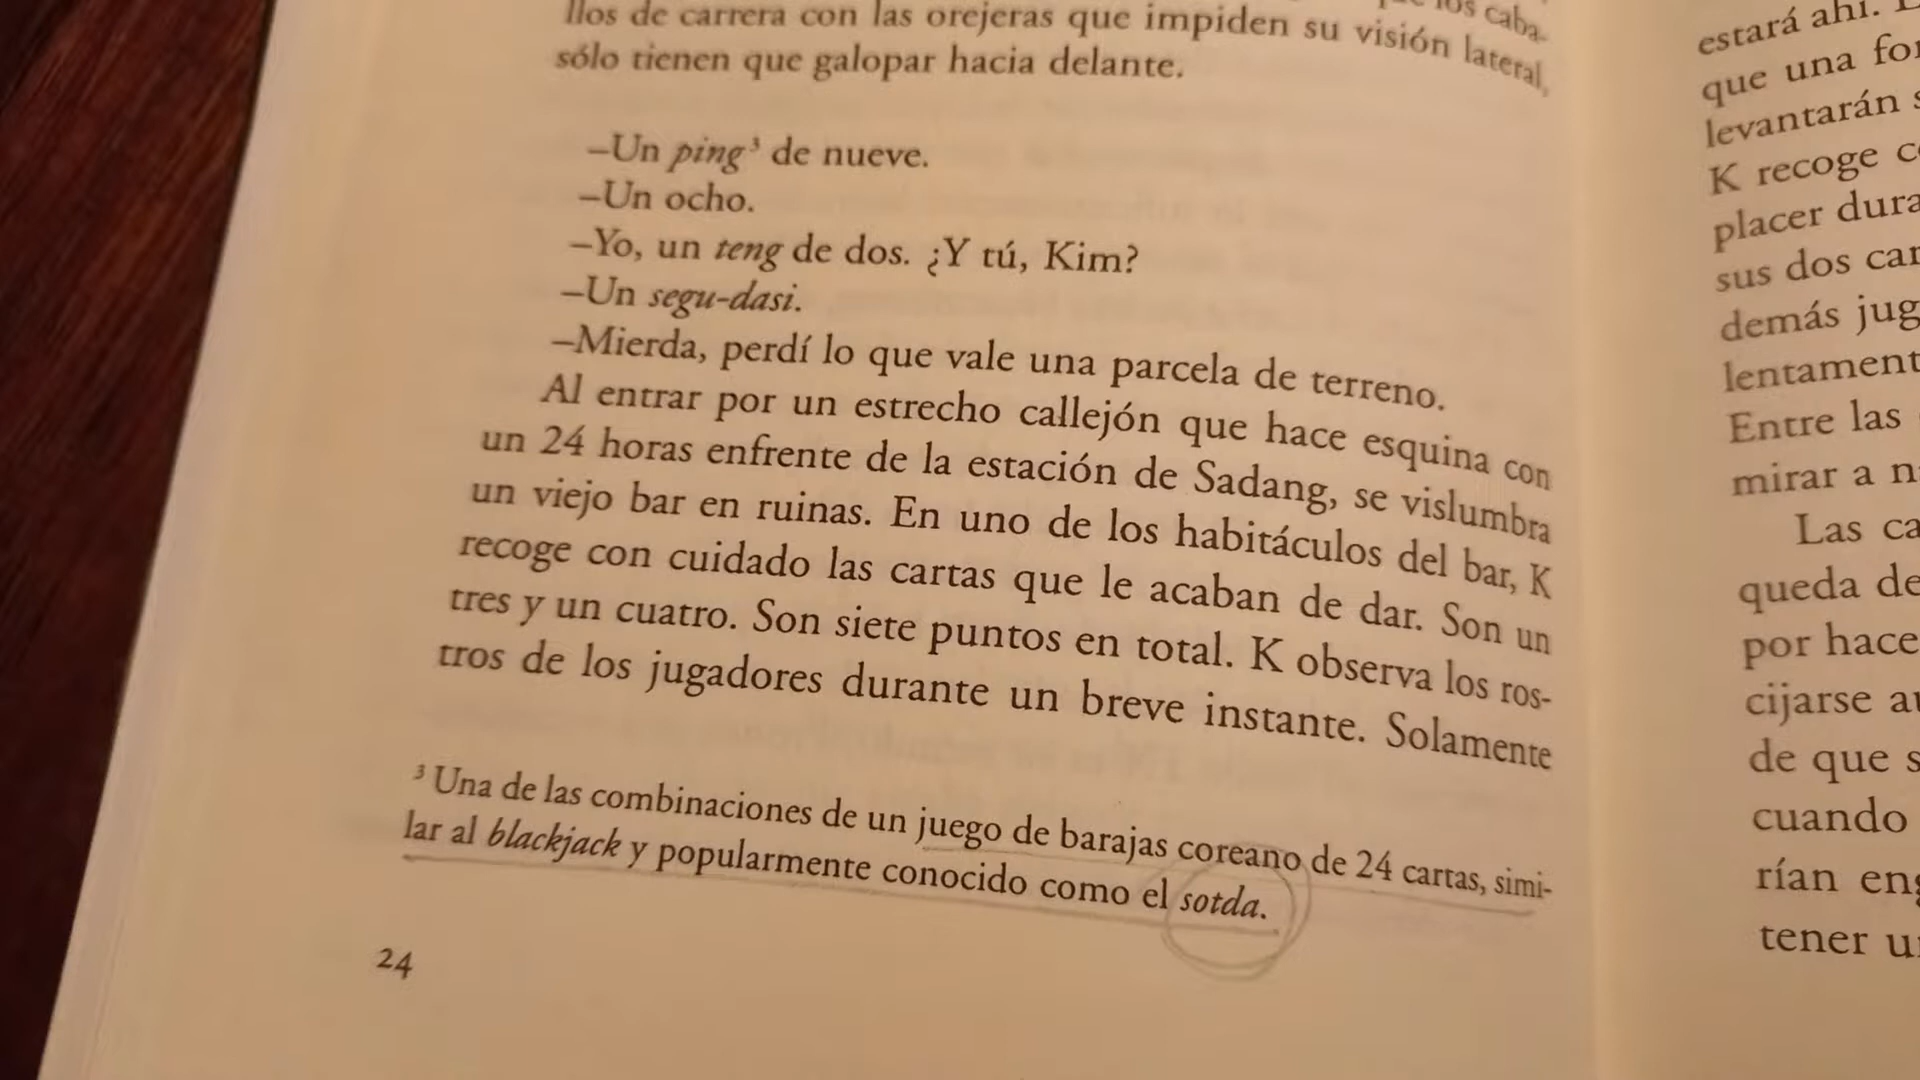 los caba-
llos de carrera con las orejeras que impiden su visión lateral,
sólo tienen que galopar hacia delante.
–Un ping³ de nueve.
–Un ocho.
–Yo, un teng de dos. ¿Y tú, Kim?
–Un segu-dasi.
–Mierda, perdí lo que vale una parcela de terreno.
Al entrar por un estrecho callejón que hace esquina con
un 24 horas enfrente de la estación de Sadang, se vislumbra
un viejo bar en ruinas. En uno de los habitáculos del bar, K
recoge con cuidado las cartas que le acaban de dar. Son un
tres y un cuatro. Son siete puntos en total. K observa los ros-
tros de los jugadores durante un breve instante. Solamente
³ Una de las combinaciones de un juego de barajas coreano de 24 cartas, simi-
lar al blackjack y popularmente conocido como el sotda.
24
estará ahí.
que una
levantarán
K recoge
placer
sus dos
demás
Entre las
mirar a
Las
queda
por hace
cijarse
de que
cuando
rían
tener